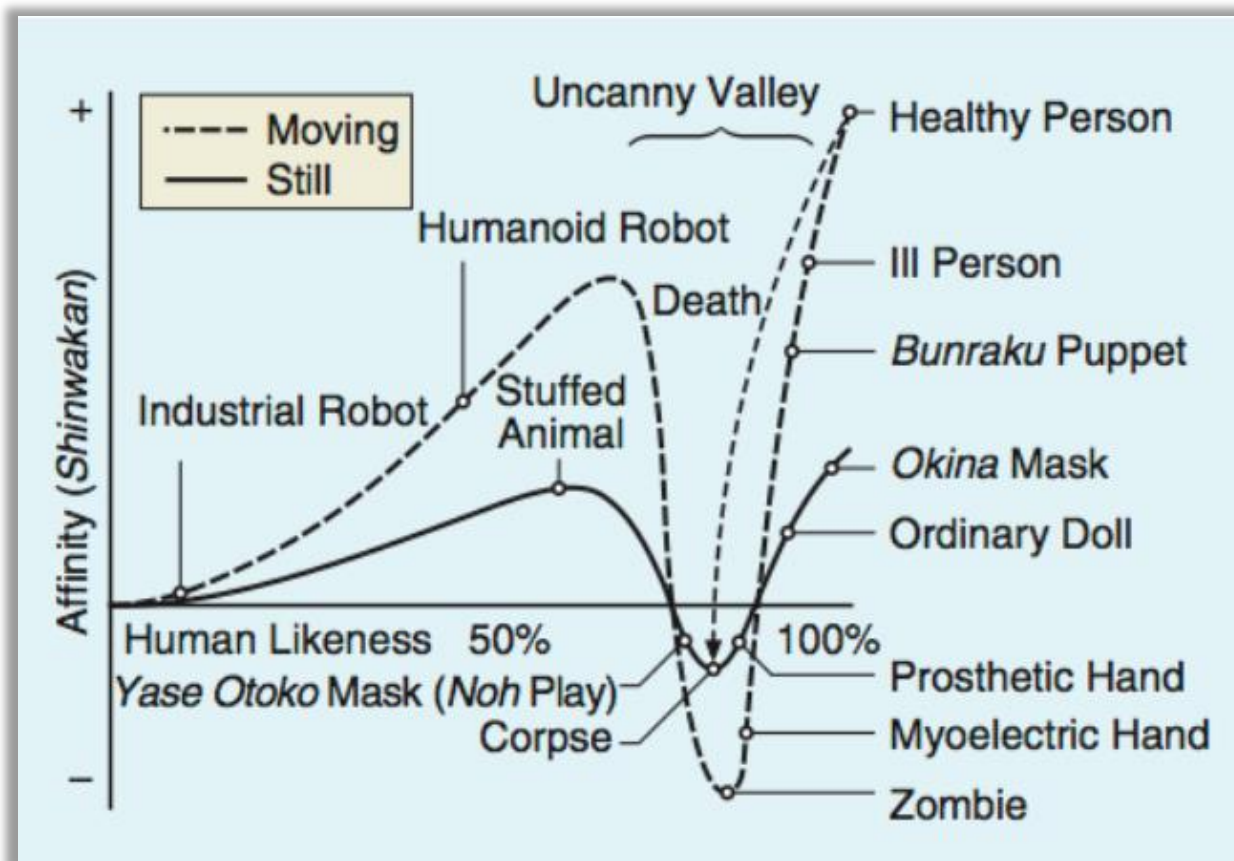 Uncanny Valley
+
Healthy Person
Moving
Still
Humanoid Robot
Ill Person
Death
Bunraku Puppet
Affinity (Shinwakan)
Industrial Robot
Stuffed
Animal
Okina Mask
Ordinary Doll
Human Likeness 50% 100%
Yase Otoko Mask (Noh Play)
Prosthetic Hand
Corpse
Myoelectric Hand
–
Zombie